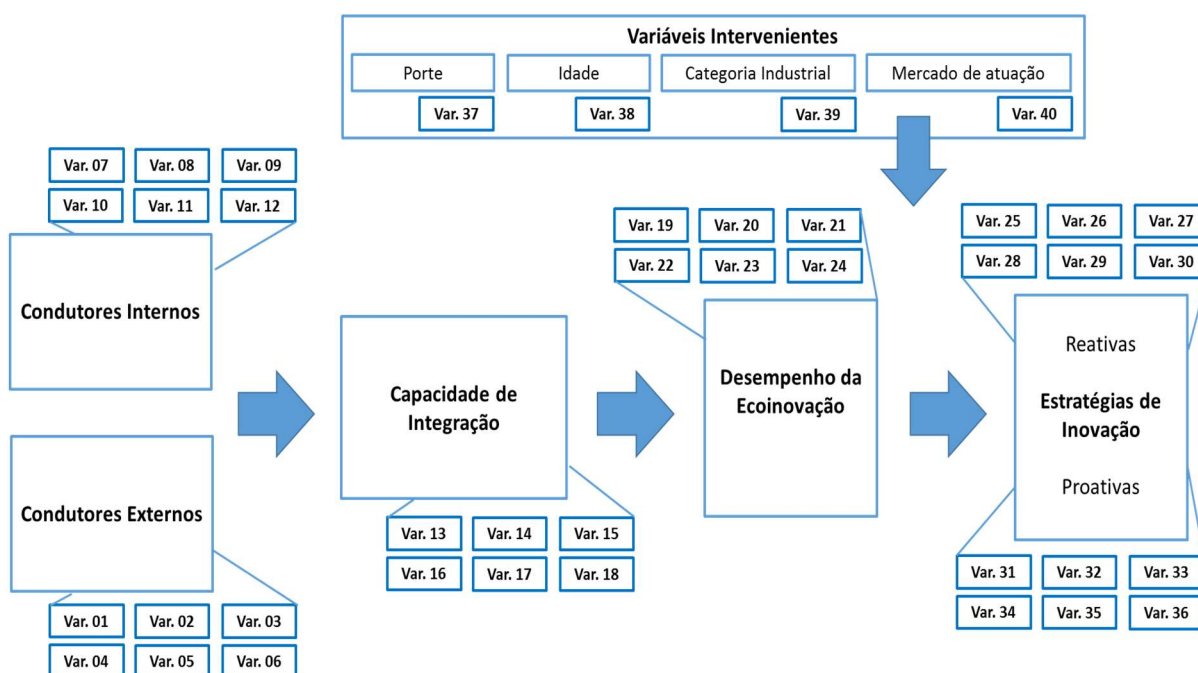 Variáveis Intervenientes
Porte Idade Categoria Industrial Mercado de atuação
Var. 37 Var. 38 Var. 39 Var. 40
Var. 07 Var. 08 Var. 09
Var. 10 Var. 11 Var. 12
Condutores Internos
Condutores Externos
Var. 01 Var. 02 Var. 03
Var. 04 Var. 05 Var. 06
Capacidade de
Integração
Var. 13 Var. 14 Var. 15
Var. 16 Var. 17 Var. 18
Var. 19 Var. 20 Var. 21
Var. 22 Var. 23 Var. 24
Desempenho da
Ecoinovação
Var. 25 Var. 26 Var. 27
Var. 28 Var. 29 Var. 30
Reativas
Estratégias de
Inovação
Proativas
Var. 31 Var. 32 Var. 33
Var. 34 Var. 35 Var. 36